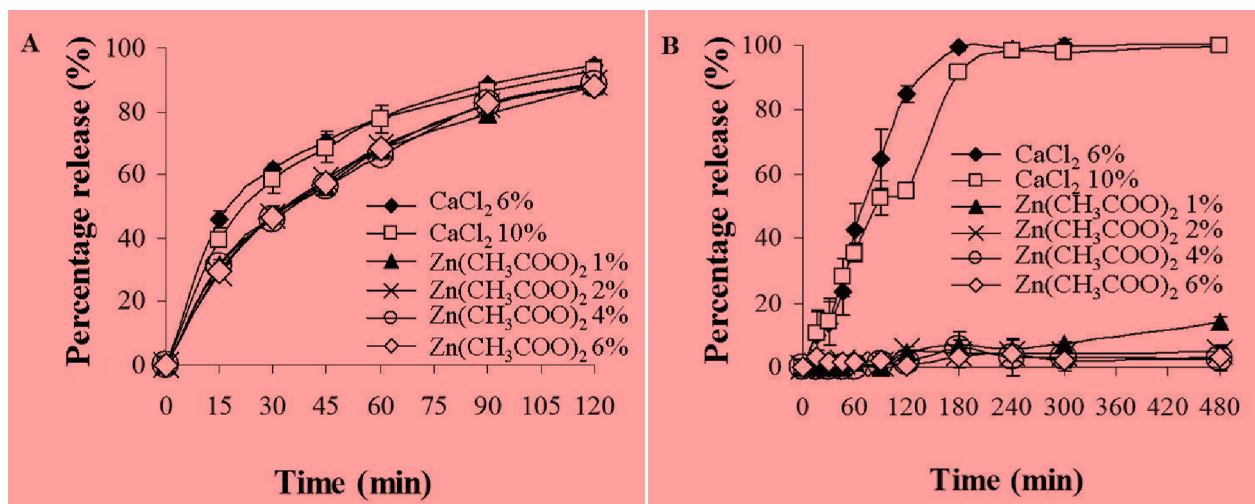 A
Percentage release (%)
100
80
60
40
20
0
CaCl₂ 6%
CaCl₂ 10%
Zn(CH₃COO)₂ 1%
Zn(CH₃COO)₂ 2%
Zn(CH₃COO)₂ 4%
Zn(CH₃COO)₂ 6%
0 15 30 45 60 75 90 105 120
Time (min)
B
Percentage release (%)
100
80
60
40
20
0
CaCl₂ 6%
CaCl₂ 10%
Zn(CH₃COO)₂ 1%
Zn(CH₃COO)₂ 2%
Zn(CH₃COO)₂ 4%
Zn(CH₃COO)₂ 6%
0 60 120 180 240 300 360 420 480
Time (min)